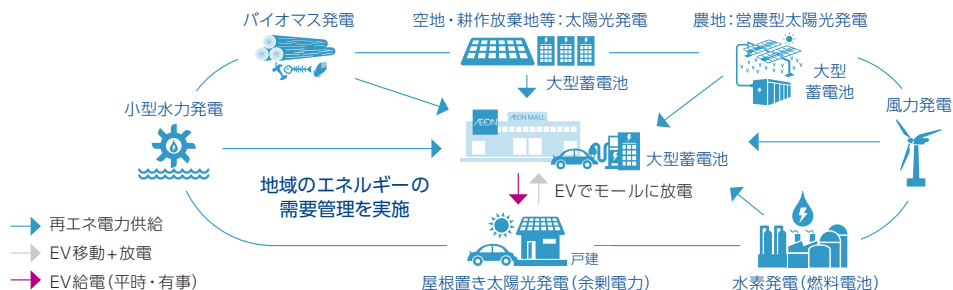 バイオマス発電
空地・耕作放棄地等：太陽光発電
農地：営農型太陽光発電
大型蓄電池
大型
蓄電池
小型水力発電
風力発電
ÆON
ÆON MALL
大型蓄電池
地域のエネルギーの
需要管理を実施
EVでモールに放電
再エネ電力供給
EV移動+放電
EV給電（平時・有事）
戸建
屋根置き太陽光発電（余剰電力）
水素発電（燃料電池）